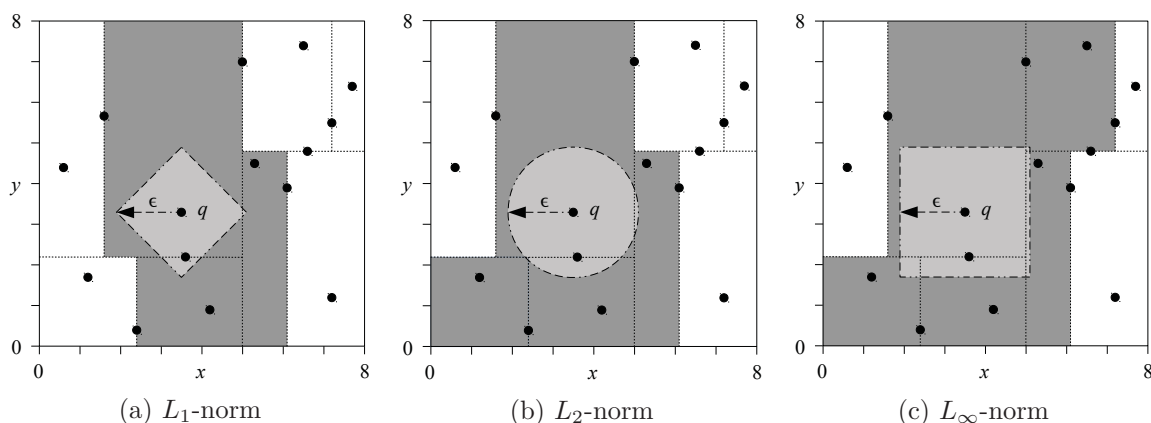 8 8 8
y ϵ q y ϵ q y ϵ q
0 0 0
0 x 8 0 x 8 0 x 8
(a) L₁-norm (b) L₂-norm (c) L∞-norm